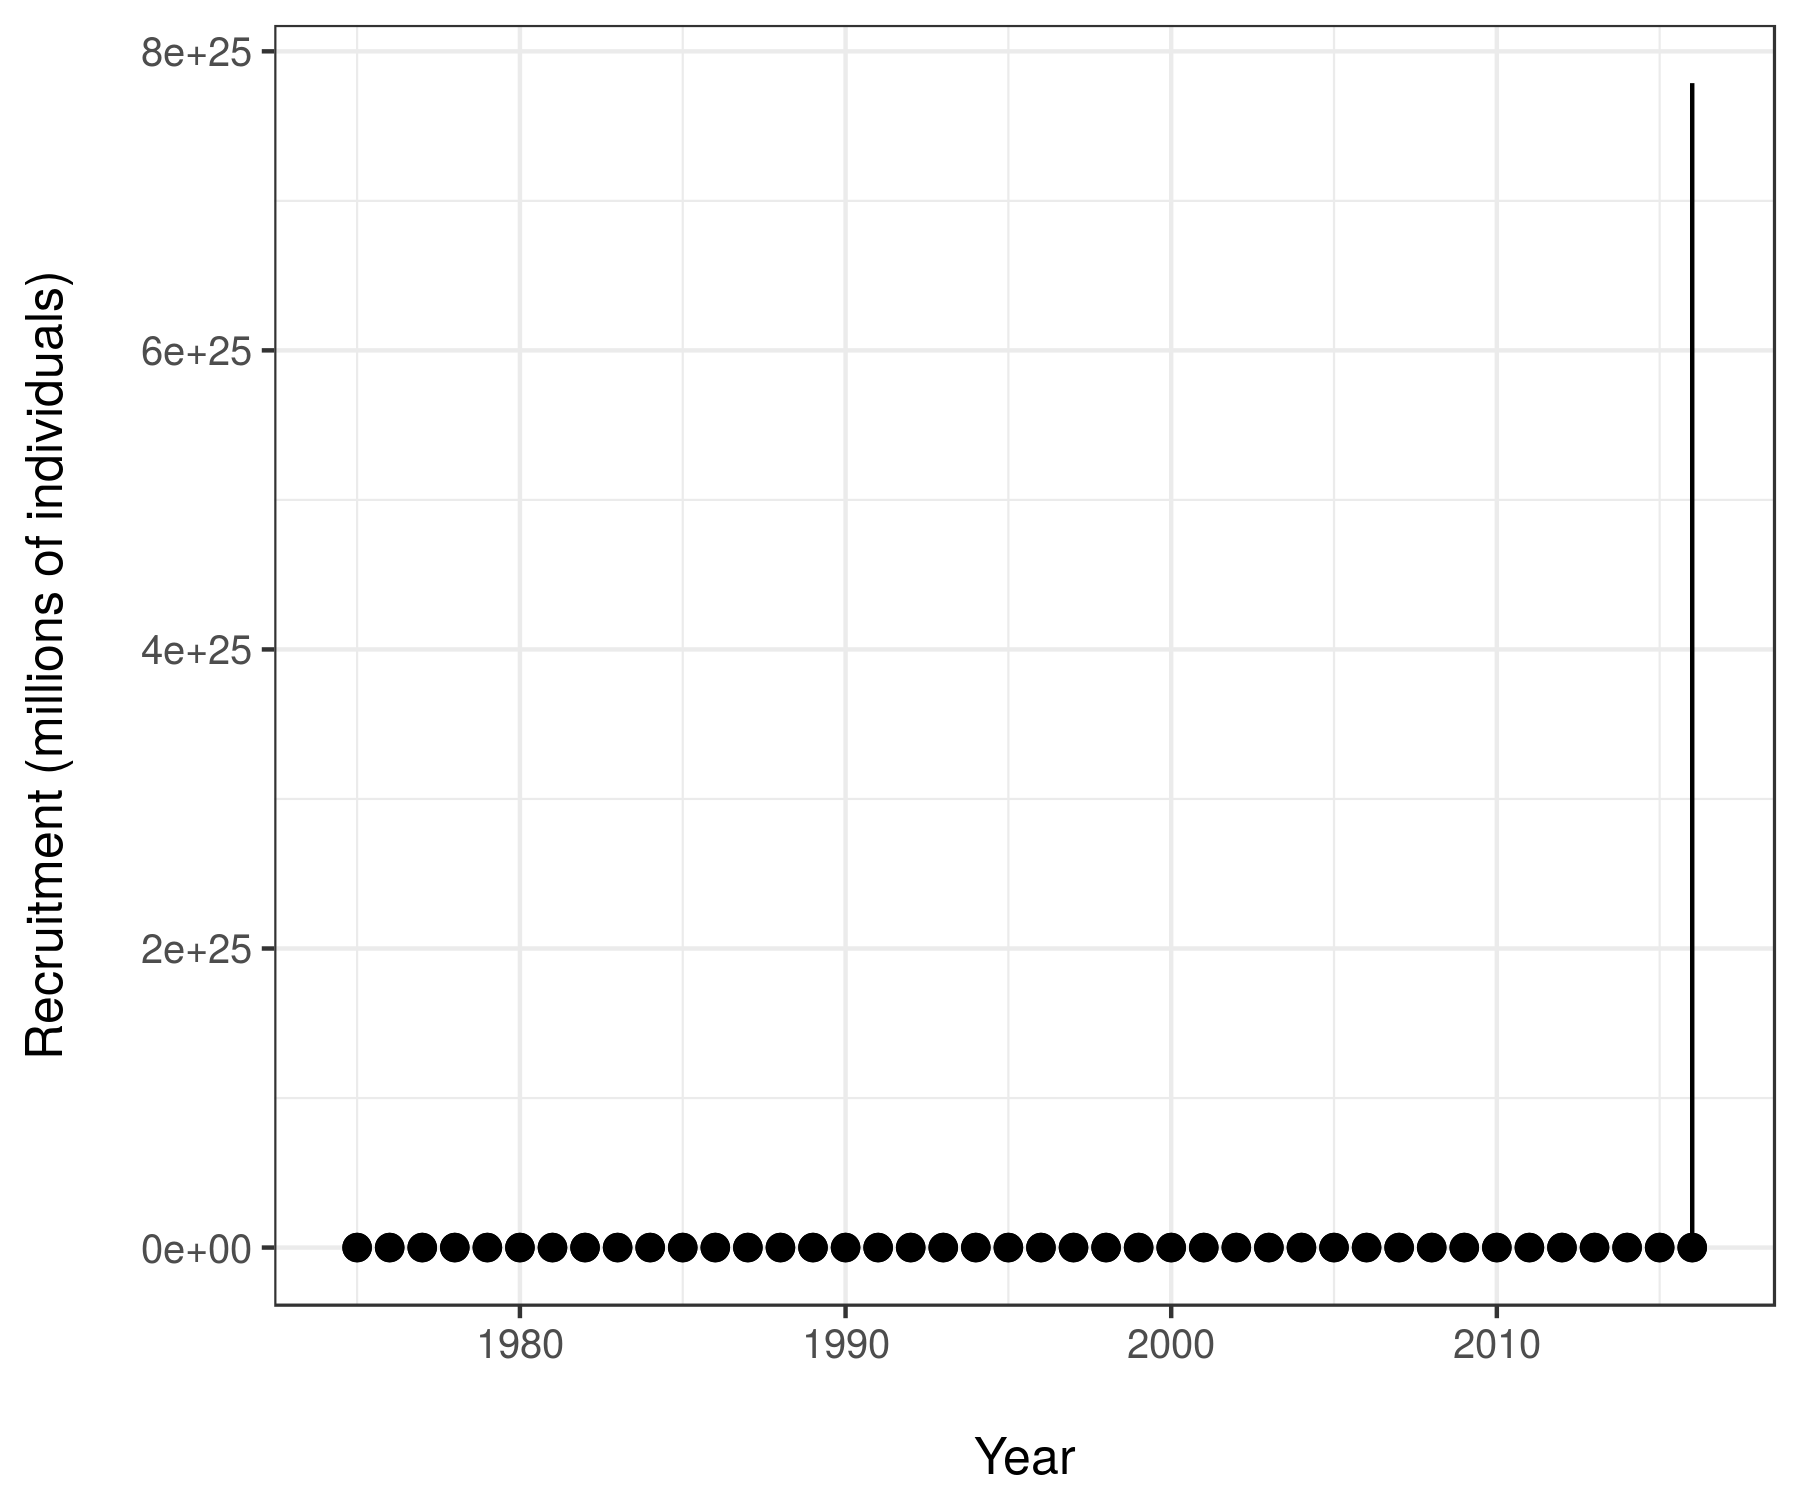 8e+25
6e+25
4e+25
2e+25
0e+00
Recruitment (millions of individuals)
1980 1990 2000 2010
Year